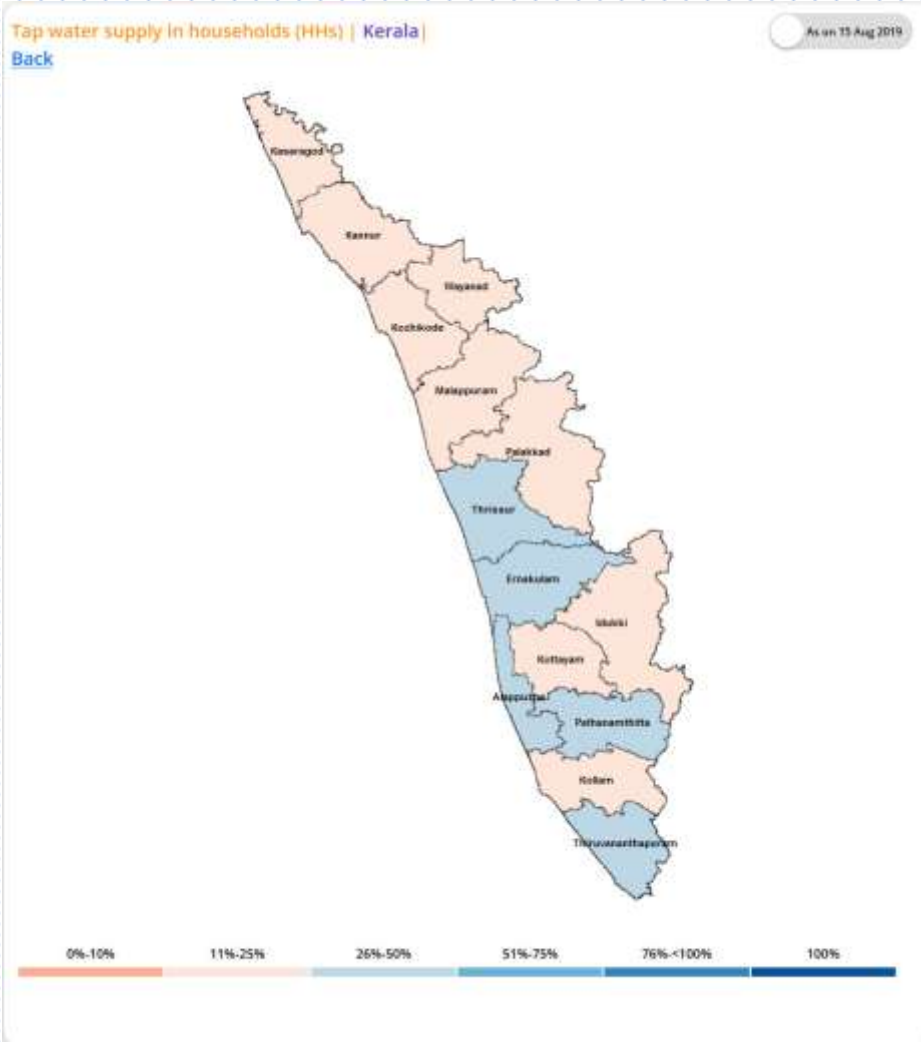 Tap water supply in households (HHs) | Kerala|
As on 15 Aug 2019
Back
Kasaragod
Kannur
Wayanad
Kozhikode
Malappuram
Palakkad
Thrissur
Ernakulam
Idukki
Kottayam
Alappuzha
Pathanamthitta
Kollam
Thiruvananthapuram
0%-10% 11%-25% 26%-50% 51%-75% 76%-<100% 100%